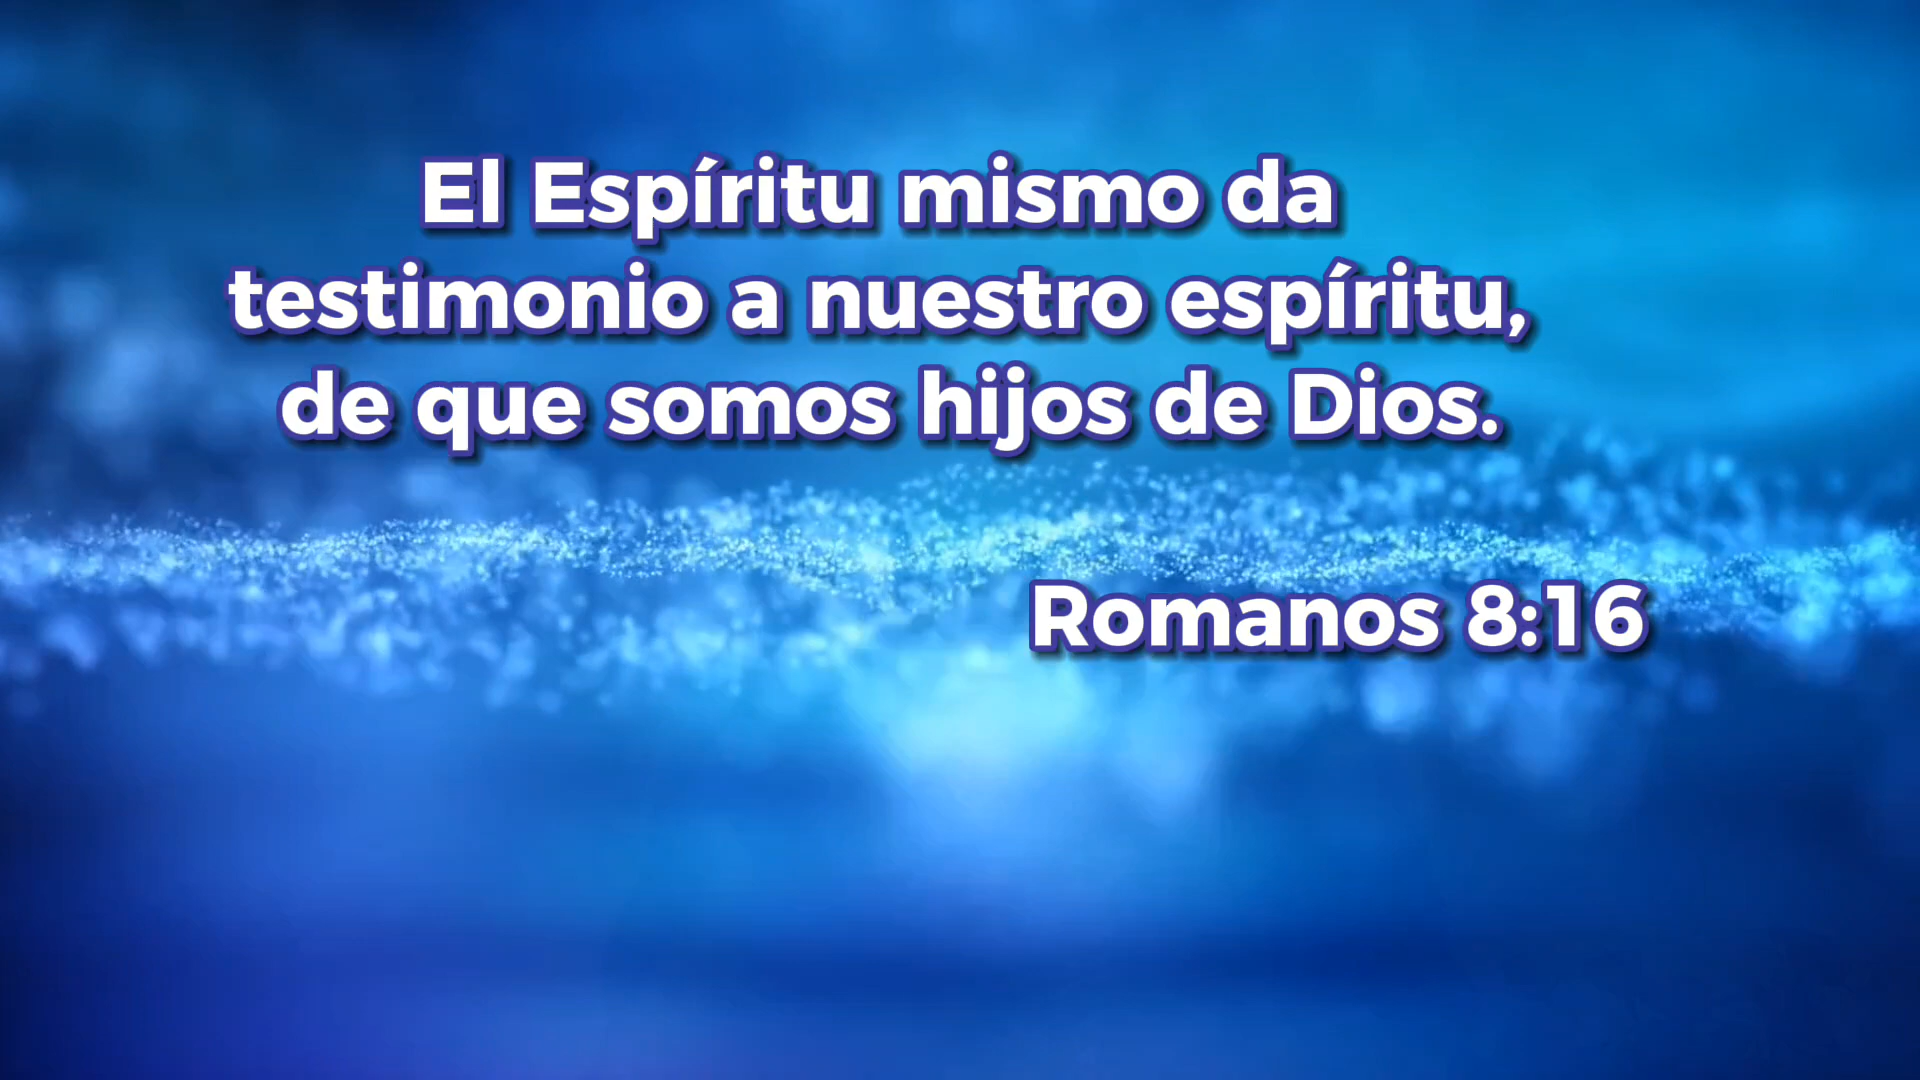 El Espíritu mismo da
testimonio a nuestro espíritu,
de que somos hijos de Dios.
Romanos 8:16